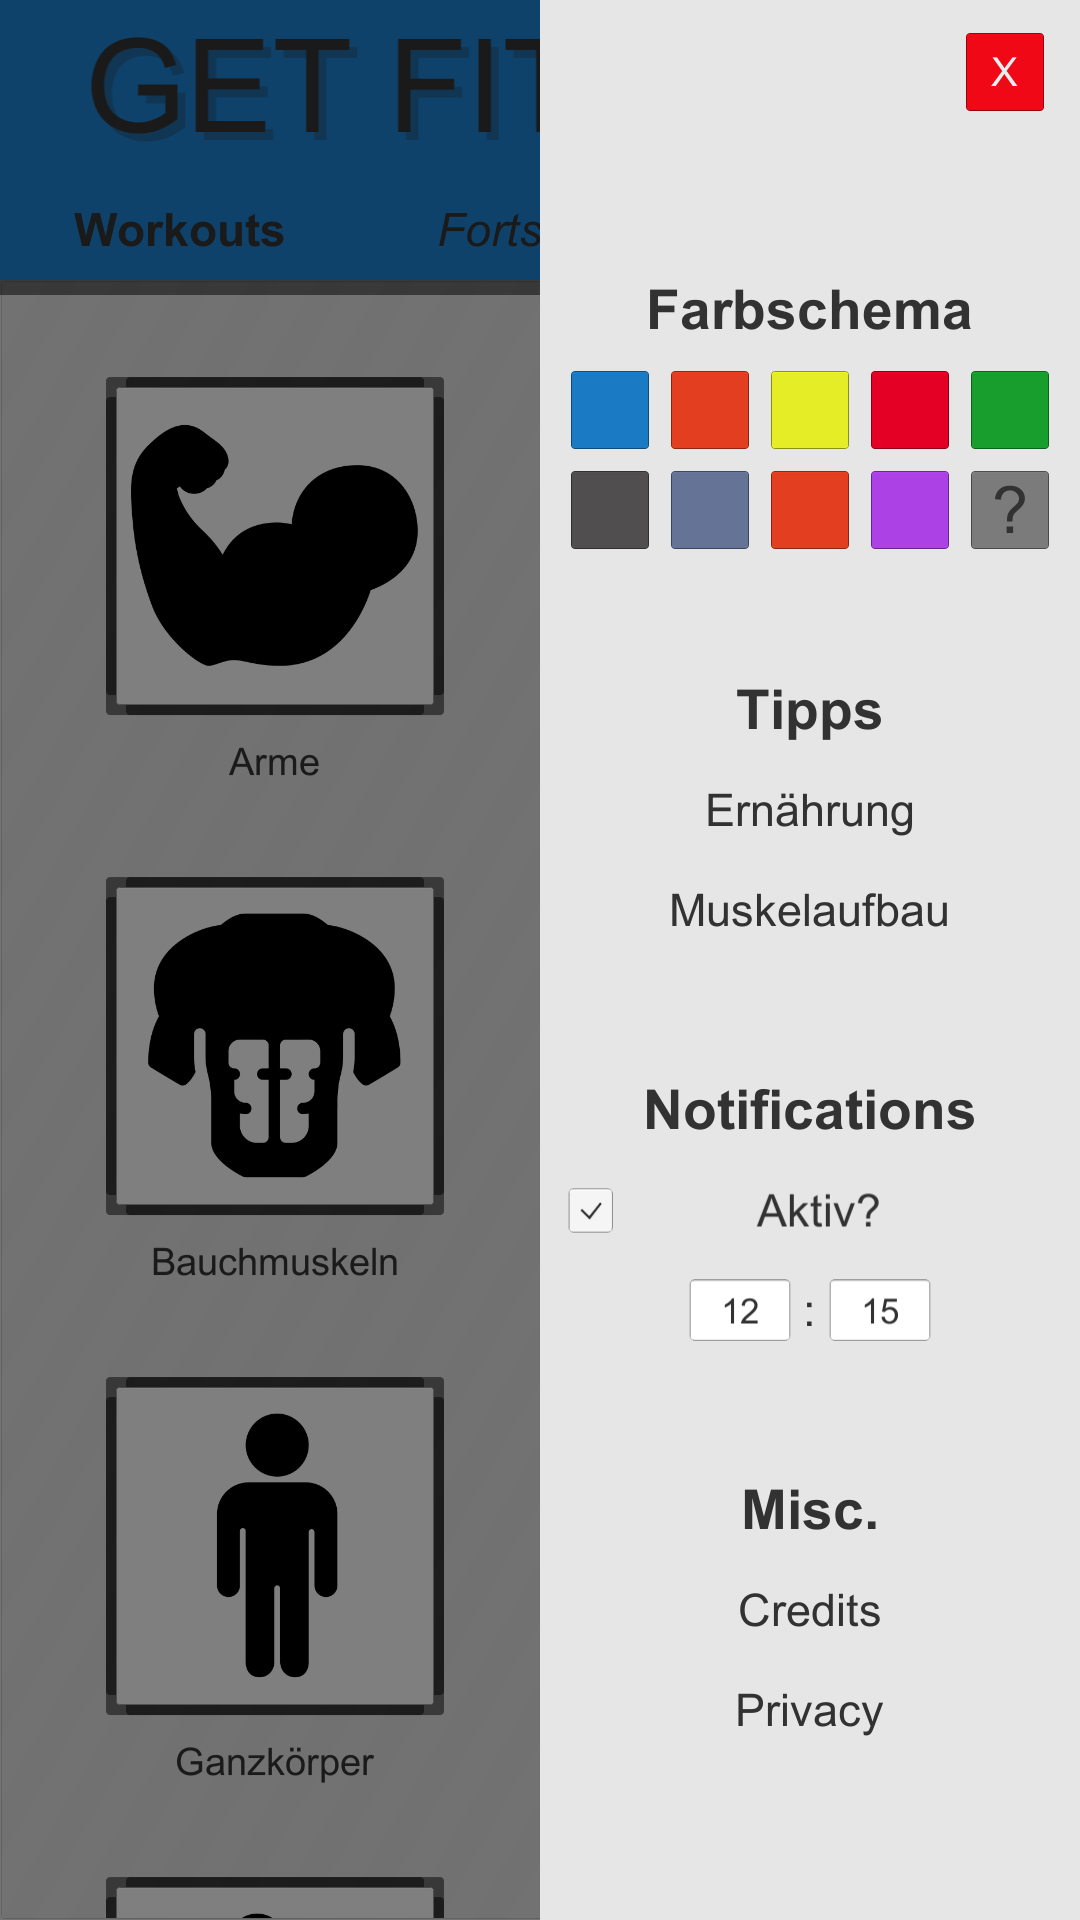 GET FIT
Workouts
Forts
Arme
Bauchmuskeln
Ganzkörper
X
Farbschema
?
Tipps
Ernährung
Muskelaufbau
Notifications
Aktiv?
12 : 15
Misc.
Credits
Privacy